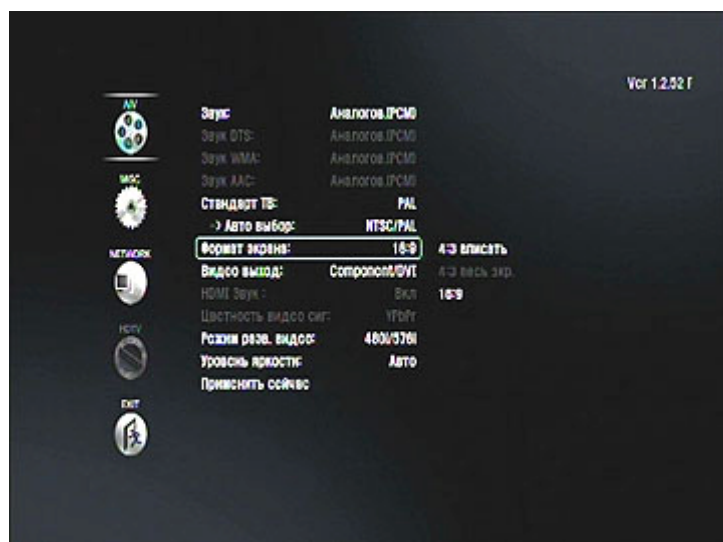 Ver 1.2.52 F
A/V
Звук: Аналогов.(PCM)
Звук DTS: Аналогов.(PCM)
Звук WMA: Аналогов.(PCM)
Звук AAC: Аналогов.(PCM)
MISC
Стандарт ТВ: PAL
-> Авто выбор: NTSC/PAL
NETWORK
Формат экрана: 16:9 4:3 вписать
Видео выход: Component/DVI 4:3 весь экр.
HDMI Звук : Вкл 16:9
Цветность видео сиг: YPbPr
HDTV
Режим разв. видео: 480i/576i
Уровень яркости: Авто
Применить сейчас
EXIT